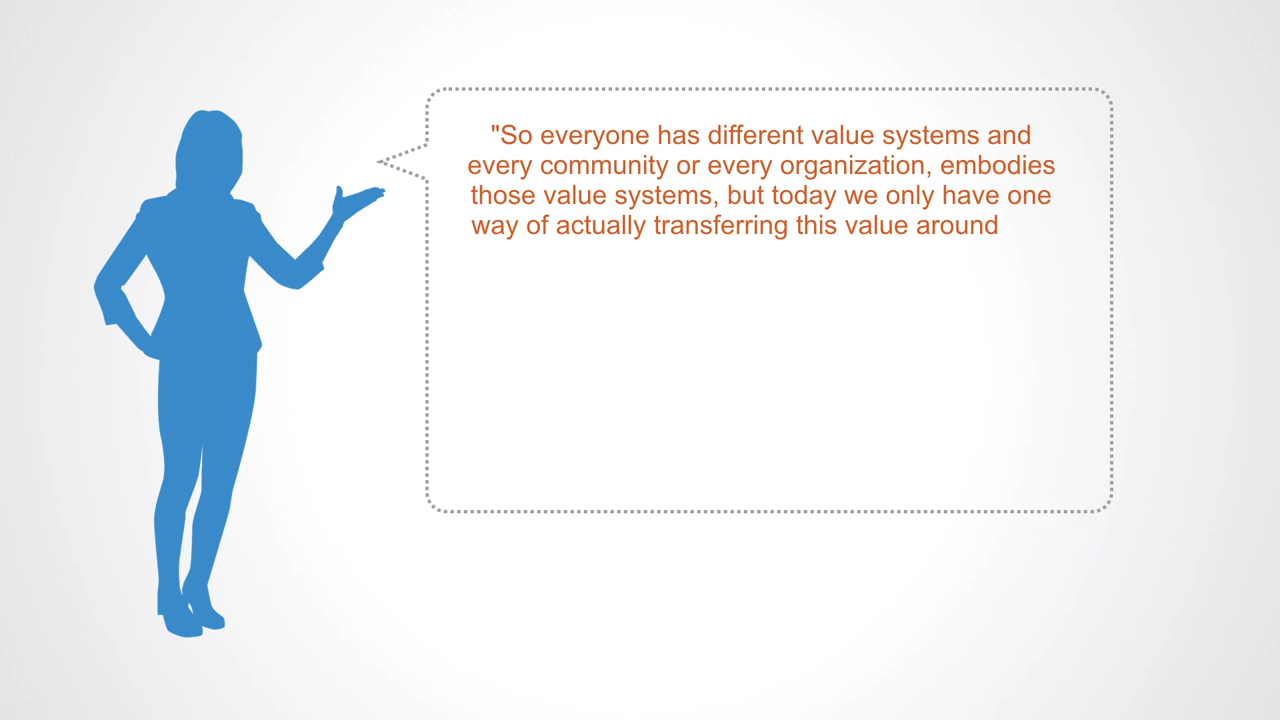 "So everyone has different value systems and
every community or every organization, embodies
those value systems, but today we only have one
way of actually transferring this value around